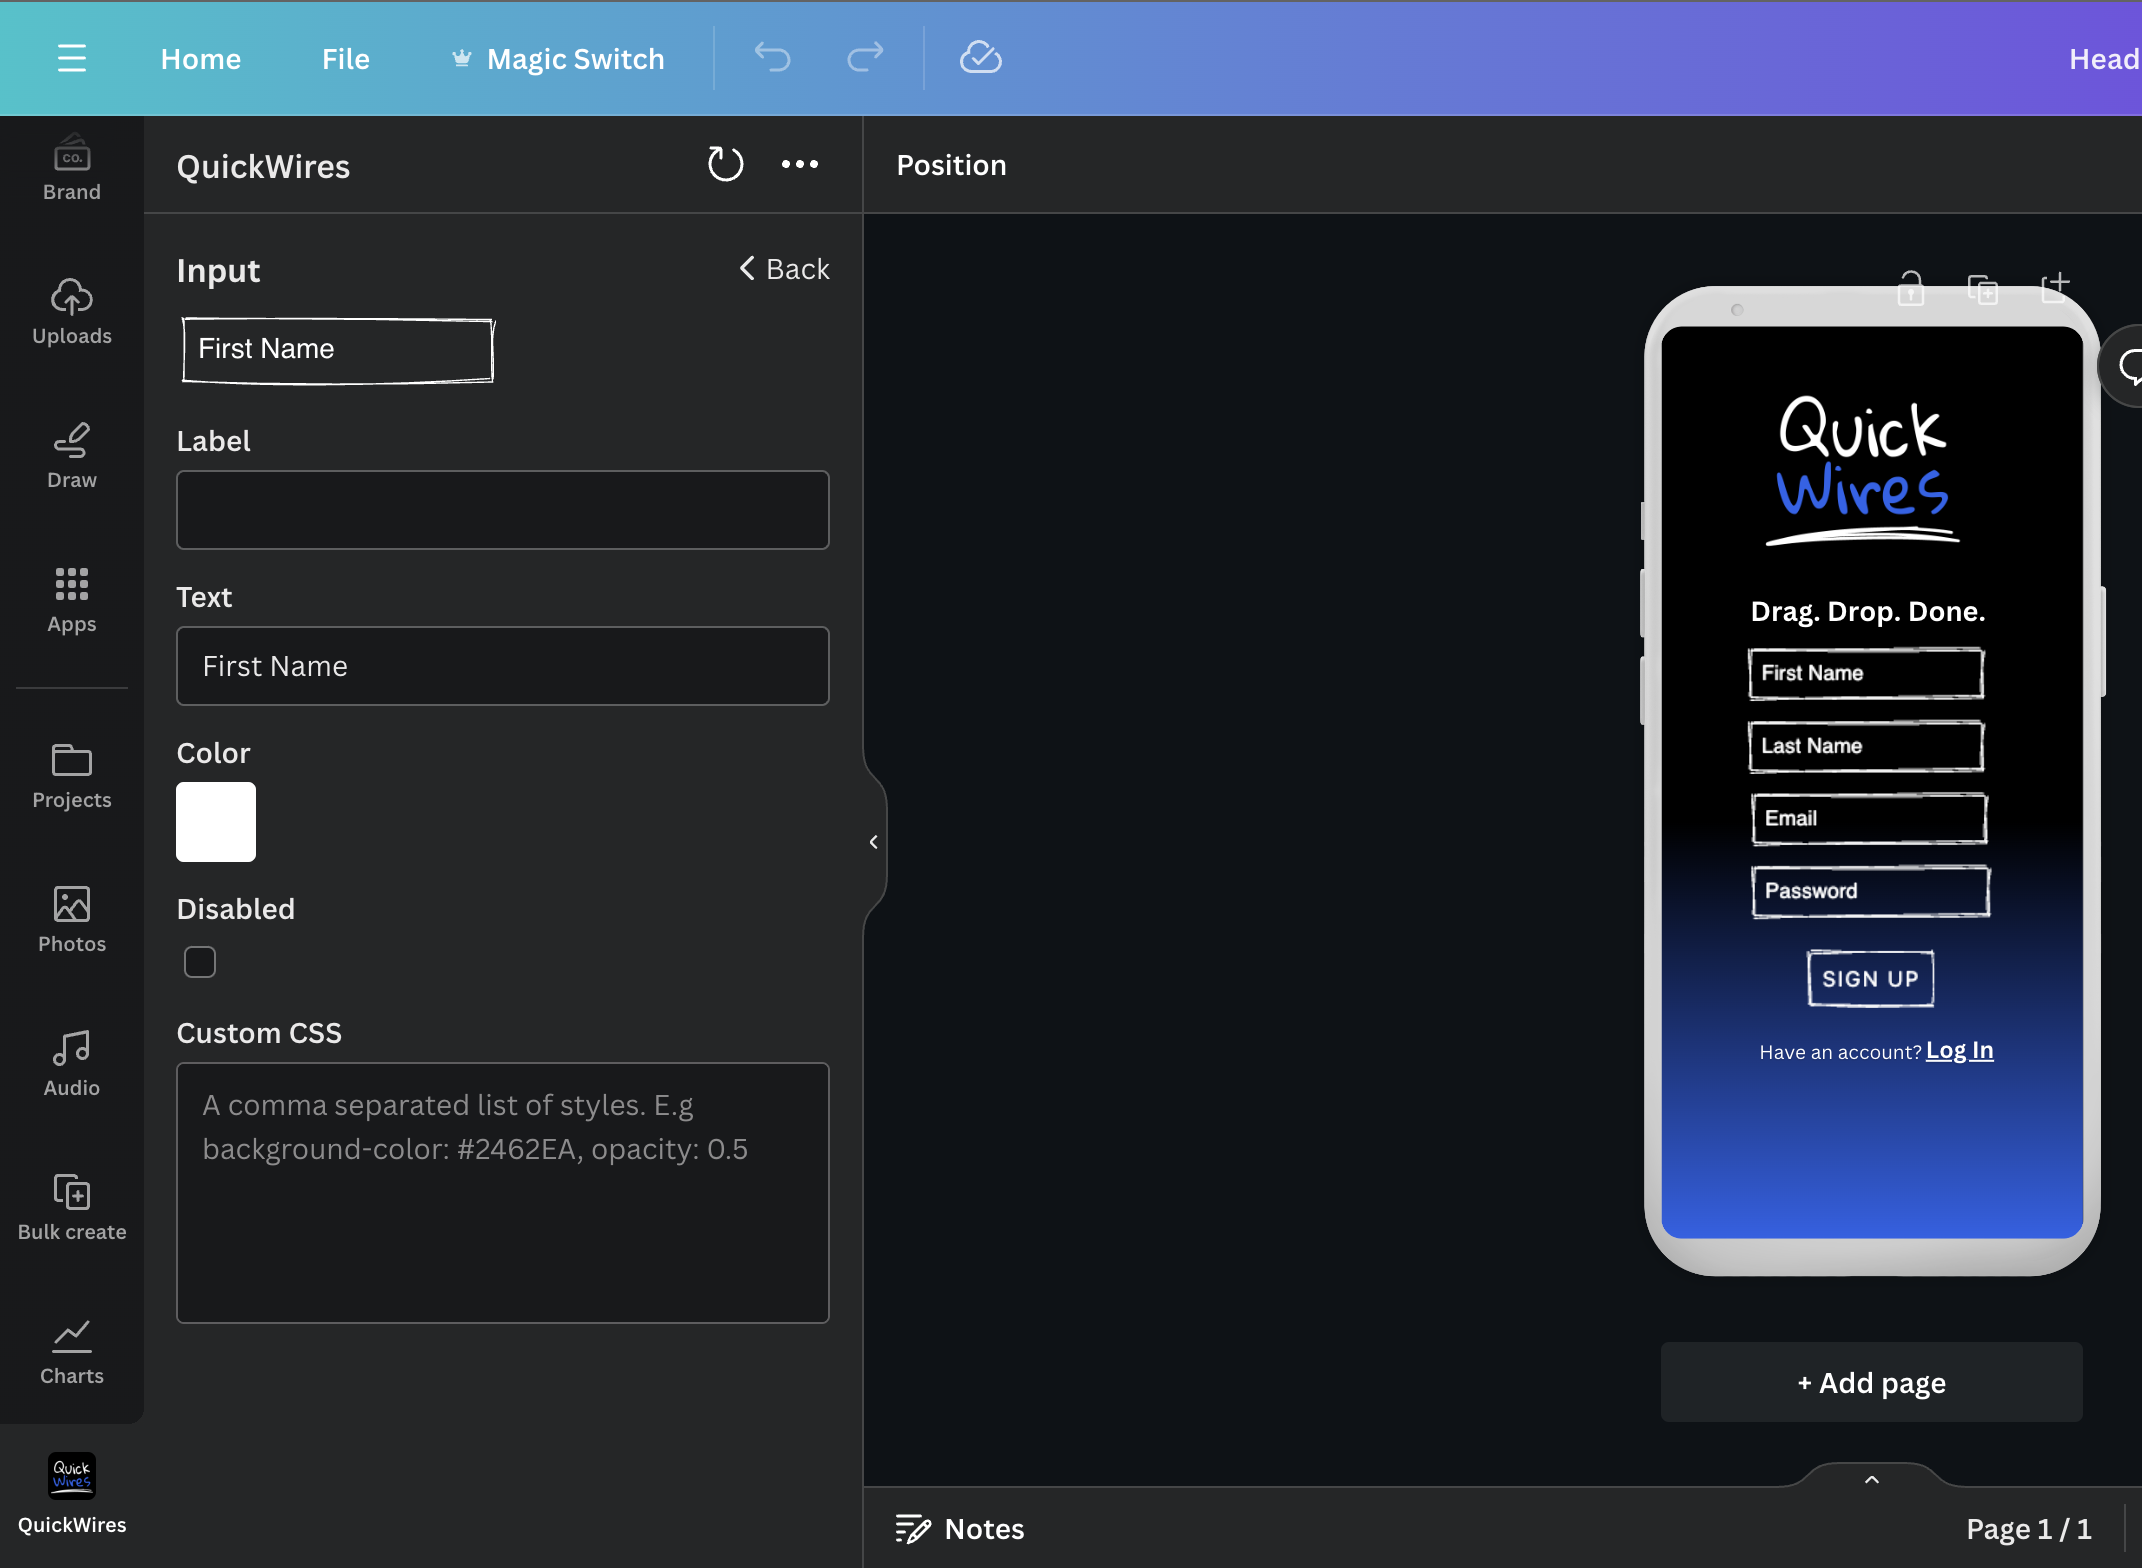 Home
File
Magic Switch
Head
CO.
Brand
Uploads
Draw
Apps
Projects
Photos
Audio
Bulk create
Charts
Quick
Wires
QuickWires
QuickWires
Input
Back
First Name
Label
Text
First Name
Color
Disabled
Custom CSS
A comma separated list of styles. E.g
background-color: #2462EA, opacity: 0.5
Position
Quick
Wires
Drag. Drop. Done.
First Name
Last Name
Email
Password
SIGN UP
Have an account? Log In
+ Add page
Notes
Page 1 / 1